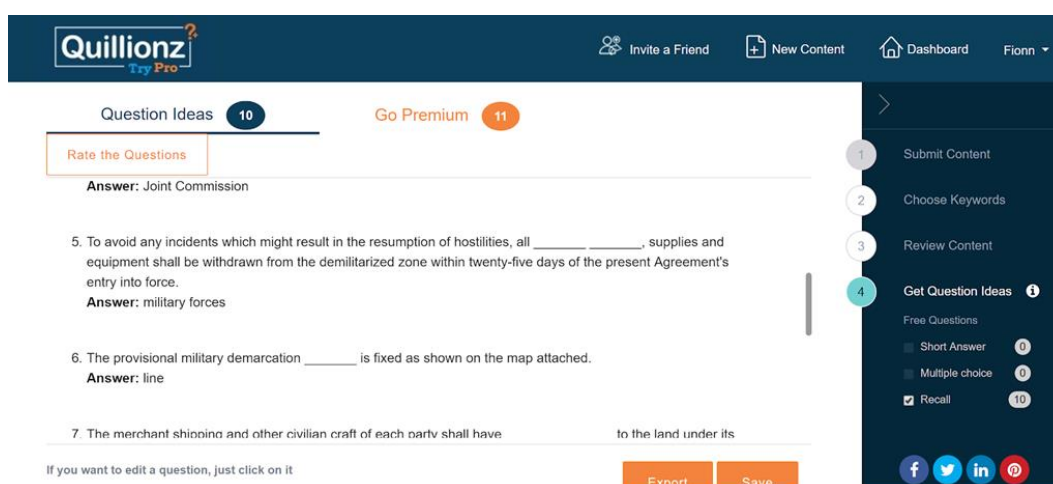 Quillionz?
Try Pro
Invite a Friend
New Content
Dashboard
Fionn
Question Ideas 10
Go Premium 11
Rate the Questions
Answer: Joint Commission
5. To avoid any incidents which might result in the resumption of hostilities, all _______ _______, supplies and
equipment shall be withdrawn from the demilitarized zone within twenty-five days of the present Agreement's
entry into force.
Answer: military forces
6. The provisional military demarcation _______ is fixed as shown on the map attached.
Answer: line
7. The merchant shipping and other civilian craft of each party shall have to the land under its
If you want to edit a question, just click on it
Export
Save
1 Submit Content
2 Choose Keywords
3 Review Content
4 Get Question Ideas i
Free Questions
Short Answer 0
Multiple choice 0
Recall 10
f in